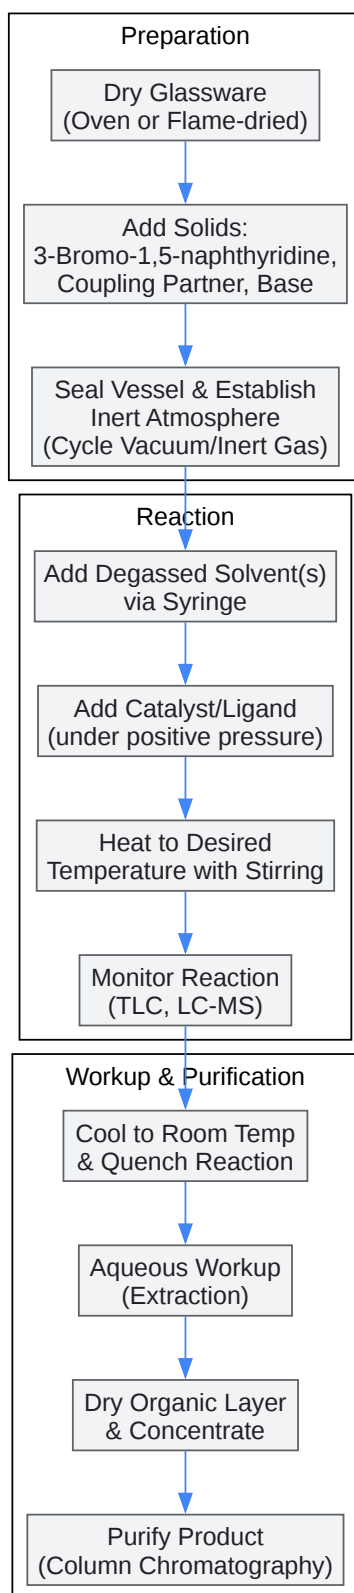 Preparation
Dry Glassware
(Oven or Flame-dried)
Add Solids:
3-Bromo-1,5-naphthyridine,
Coupling Partner, Base
Seal Vessel & Establish
Inert Atmosphere
(Cycle Vacuum/Inert Gas)
Reaction
Add Degassed Solvent(s)
via Syringe
Add Catalyst/Ligand
(under positive pressure)
Heat to Desired
Temperature with Stirring
Monitor Reaction
(TLC, LC-MS)
Workup & Purification
Cool to Room Temp
& Quench Reaction
Aqueous Workup
(Extraction)
Dry Organic Layer
& Concentrate
Purify Product
(Column Chromatography)